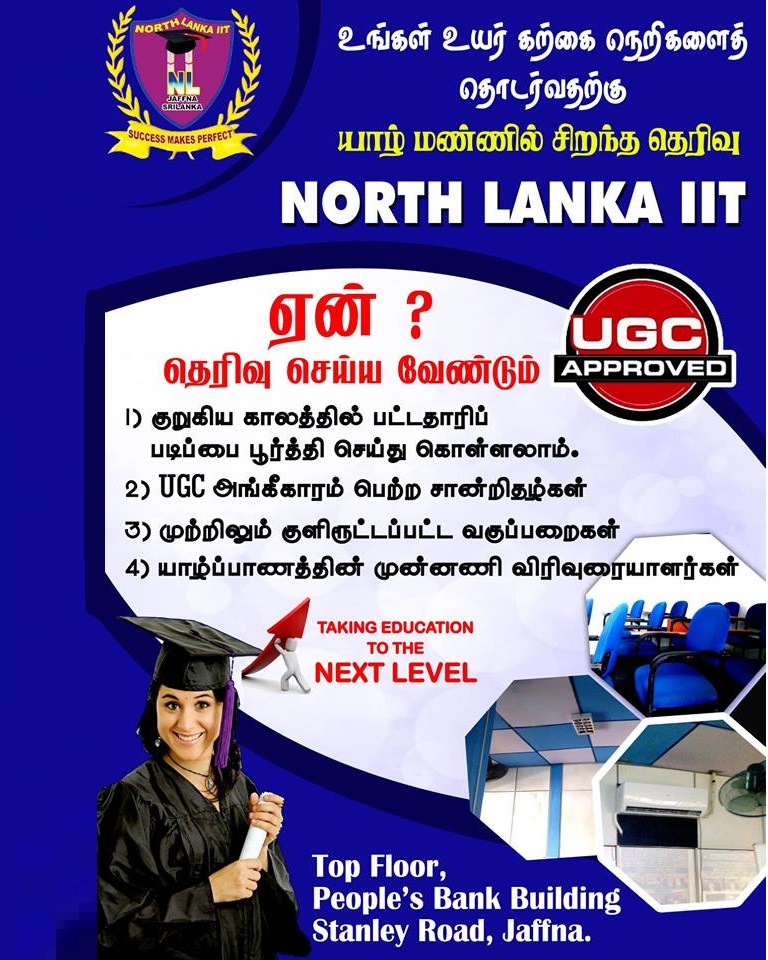 NORTH LANKA IIT
NL
JAFFNA
SRILANKA
SUCCESS MAKES PERFECT
உங்கள் உயர் கற்கை நெறிகளைத்
தொடர்வதற்கு
யாழ் மண்ணில் சிறந்த தெரிவு
NORTH LANKA IIT
ஏன் ?
தெரிவு செய்ய வேண்டும்
UGC
APPROVED
1) குறுகிய காலத்தில் பட்டதாரிப்
படிப்பை பூர்த்தி செய்து கொள்ளலாம்.
2) UGC அங்கீகாரம் பெற்ற சான்றிதழ்கள்
3) முற்றிலும் குளிரூட்டப்பட்ட வகுப்பறைகள்
4) யாழ்ப்பாணத்தின் முன்னணி விரிவுரையாளர்கள்
TAKING EDUCATION
TO THE
NEXT LEVEL
Top Floor,
People's Bank Building
Stanley Road, Jaffna.